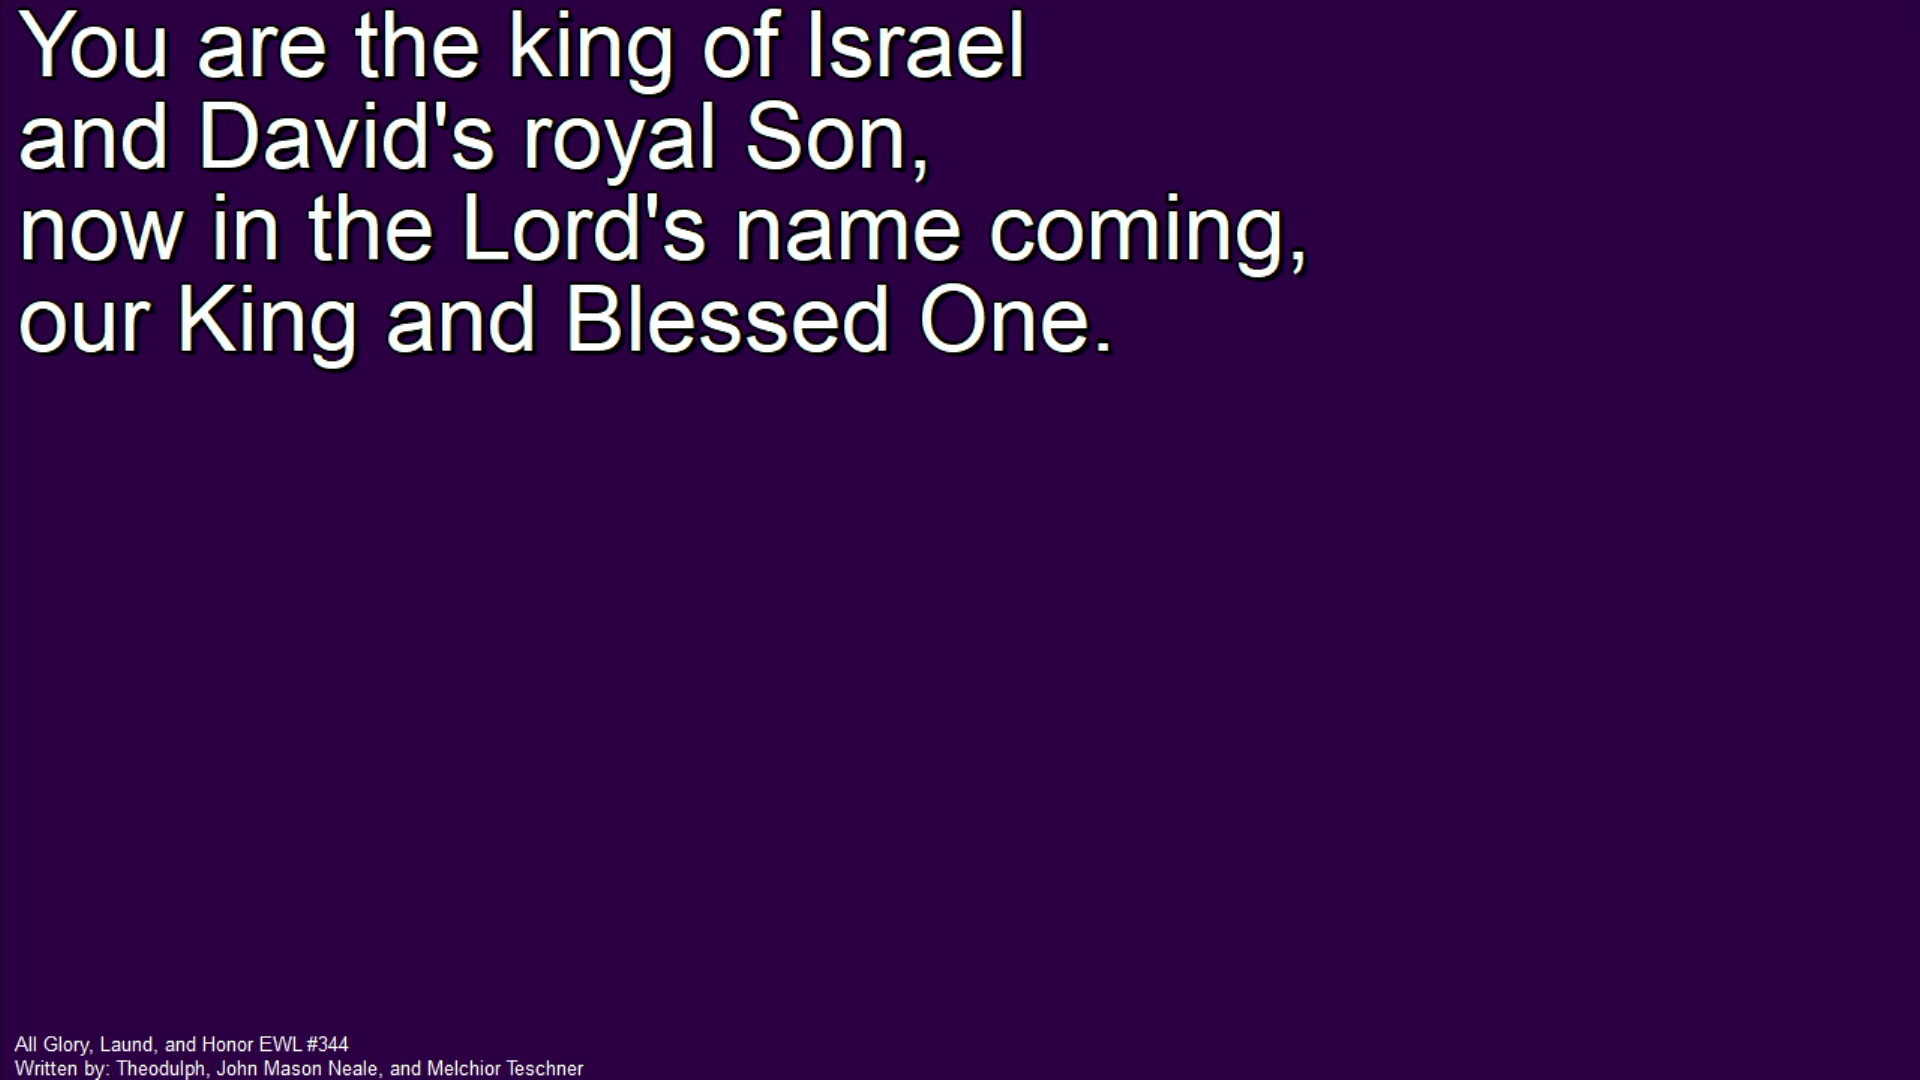 You are the king of Israel
and David's royal Son,
now in the Lord's name coming,
our King and Blessed One.
All Glory, Laund, and Honor EWL #344
Written by: Theodulph, John Mason Neale, and Melchior Teschner